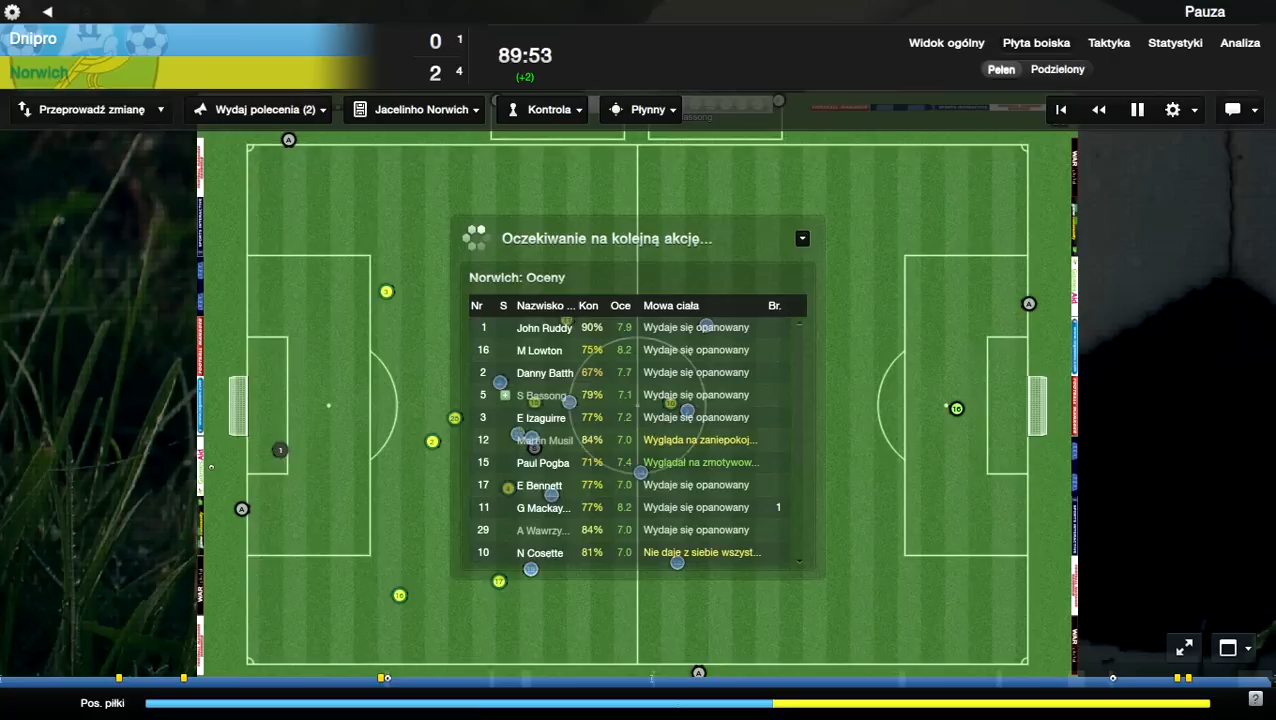 Pauza
Dnipro 0 1
Norwich 2 4
89:53
(+2)
Widok ogólny Płyta boiska Taktyka Statystyki Analiza
Pełen Podzielony
Przeprowadź zmianę Wydaj polecenia (2) Jacelinho Norwich Kontrola Płynny
Oczekiwanie na kolejną akcję...
Norwich: Oceny
Nr S Nazwisko ... Kon Oce Mowa ciała Br.
1 John Ruddy 90% 7.9 Wydaje się opanowany
16 M Lowton 75% 8.2 Wydaje się opanowany
2 Danny Batth 67% 7.7 Wydaje się opanowany
5 S Bassong 79% 7.1 Wydaje się opanowany
3 E Izaguirre 77% 7.2 Wydaje się opanowany
12 Martin Musil 84% 7.0 Wygląda na zaniepokoj...
15 Paul Pogba 71% 7.4 Wyglądał na zmotywow...
17 E Bennett 77% 7.0 Wydaje się opanowany
11 G Mackay... 77% 8.2 Wydaje się opanowany 1
29 A Wawrzy... 84% 7.0 Wydaje się opanowany
10 N Cosette 81% 7.0 Nie daje z siebie wszyst...
Pos. piłki